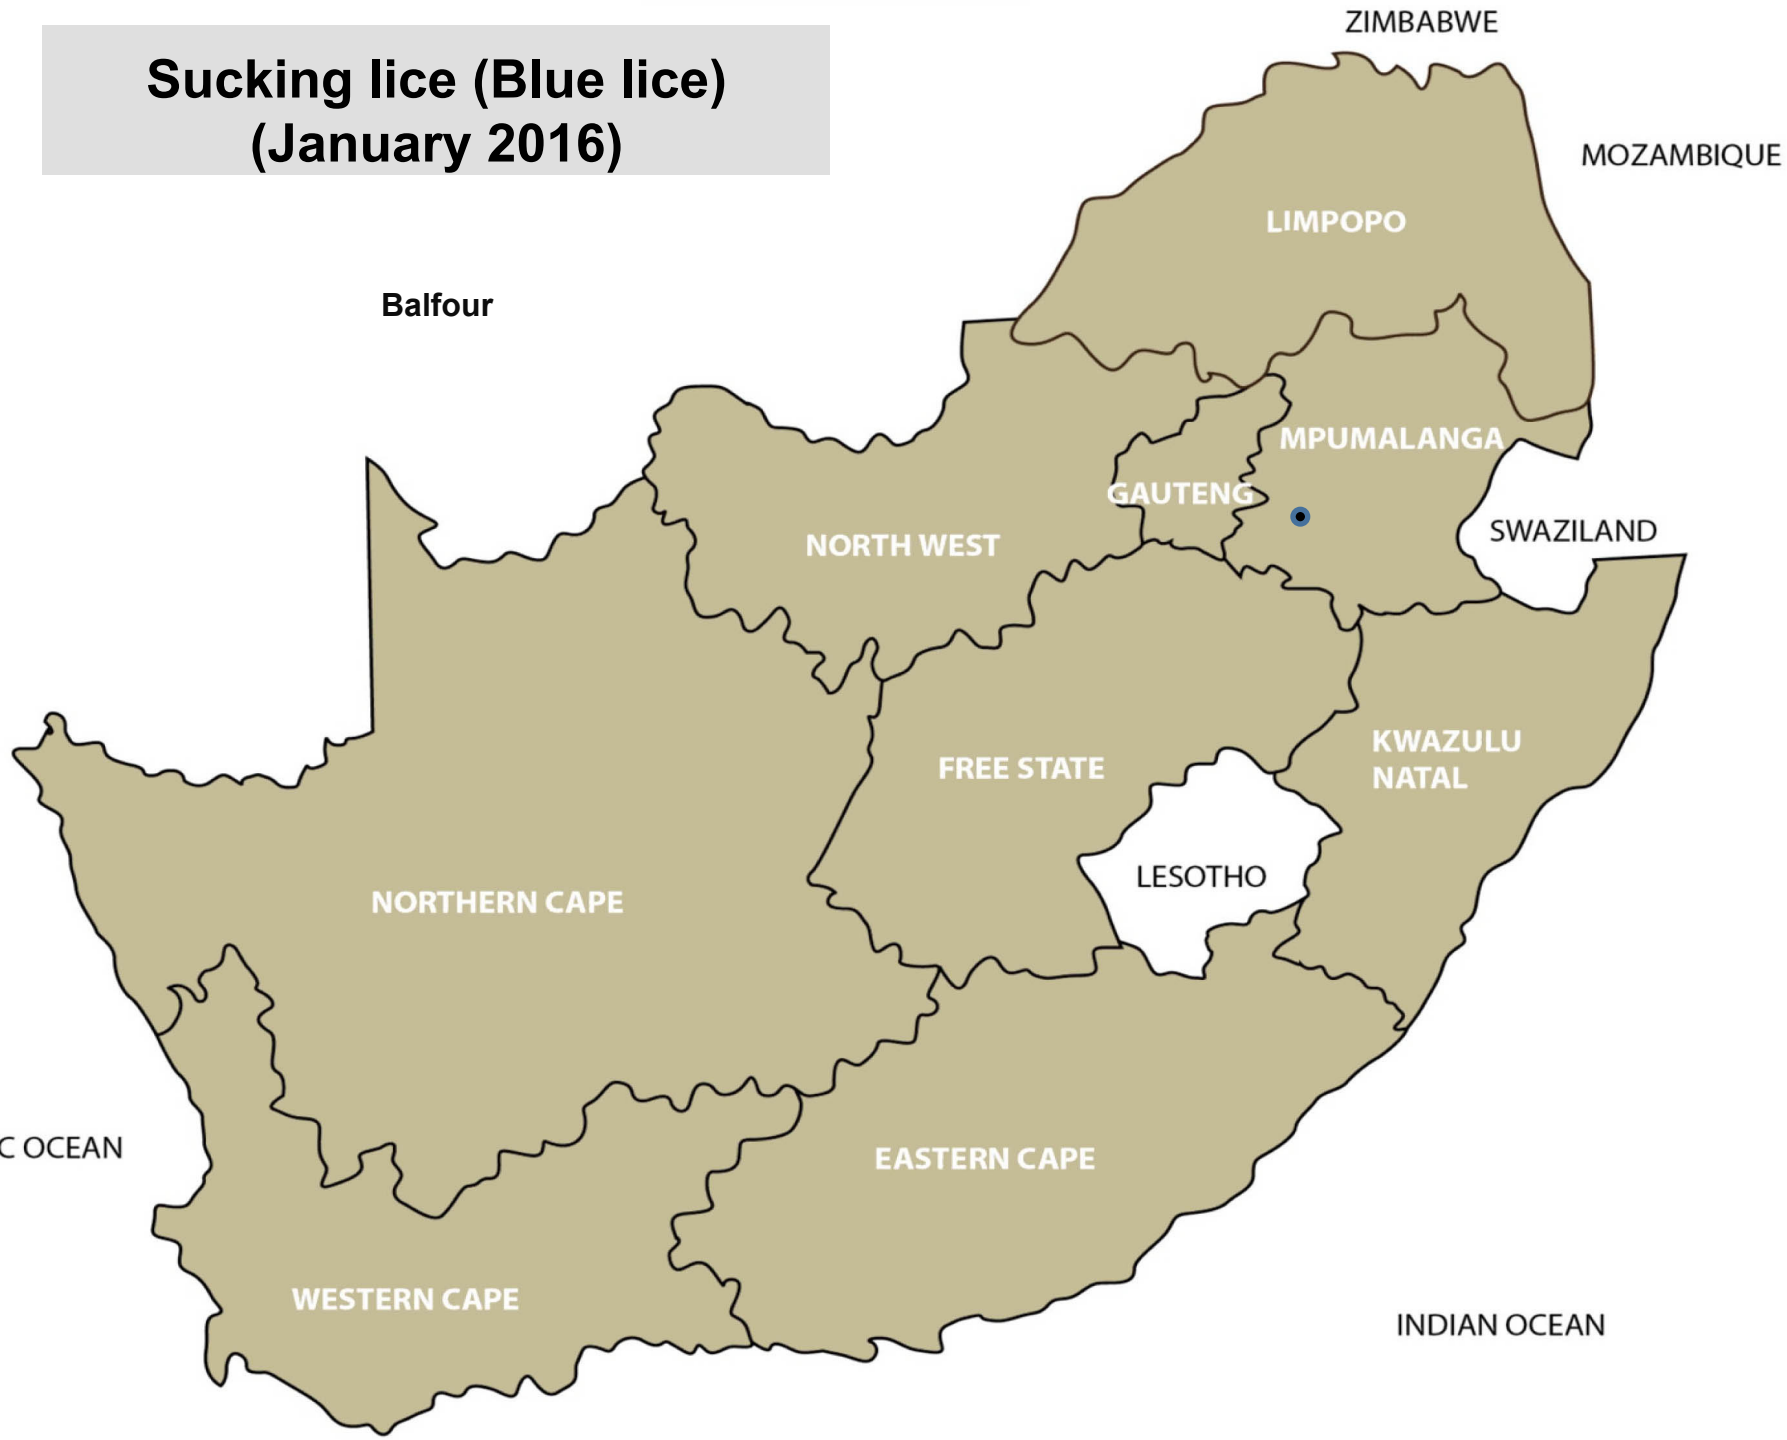 ZIMBABWE
Sucking lice (Blue lice)
(January 2016)
MOZAMBIQUE
LIMPOPO
Balfour
MPUMALANGA
GAUTENG
SWAZILAND
NORTH WEST
KWAZULU
NATAL
FREE STATE
LESOTHO
NORTHERN CAPE
C OCEAN
EASTERN CAPE
WESTERN CAPE
INDIAN OCEAN